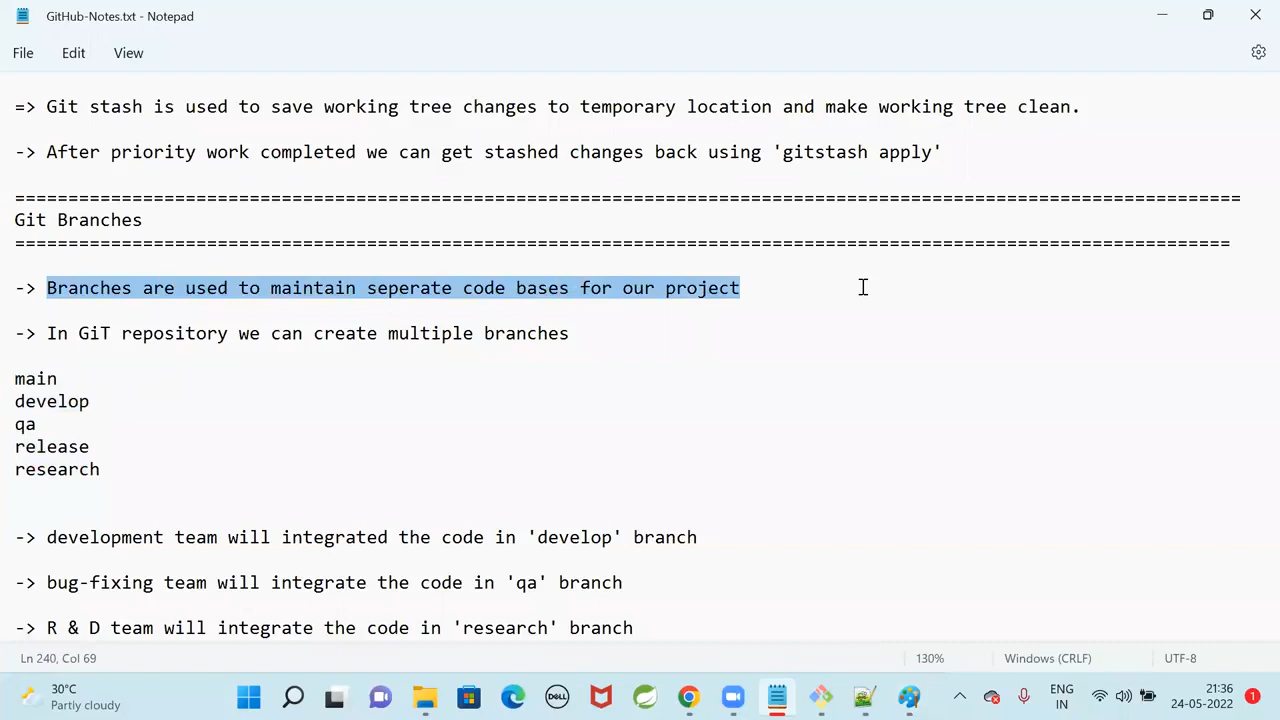 GitHub-Notes.txt - Notepad
File Edit View
=> Git stash is used to save working tree changes to temporary location and make working tree clean.
-> After priority work completed we can get stashed changes back using 'gitstash apply'
===================================================================================================================
Git Branches
==================================================================================================================
-> Branches are used to maintain seperate code bases for our project
-> In GiT repository we can create multiple branches
main
develop
qa
release
research
-> development team will integrated the code in 'develop' branch
-> bug-fixing team will integrate the code in 'qa' branch
-> R & D team will integrate the code in 'research' branch
Ln 240, Col 69 130% Windows (CRLF) UTF-8
30°C
Partly cloudy
DELL
ENG
IN
21:36
24-05-2022
1